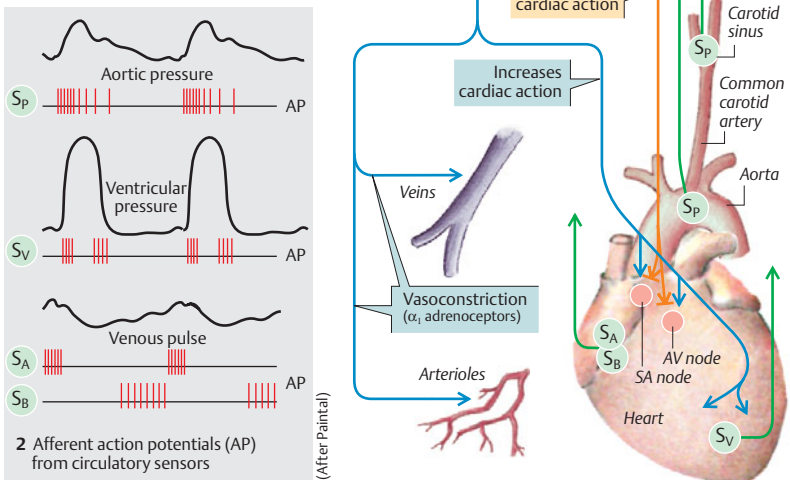 Aortic pressure
SP
AP
Ventricular
pressure
SV
AP
Venous pulse
SA
SB
AP
2 Afferent action potentials (AP)
from circulatory sensors
(After Paintal)
cardiac action
Increases
cardiac action
Veins
Vasoconstriction
(α1 adrenoceptors)
Arterioles
SP
Carotid
sinus
Common
carotid
artery
Aorta
SP
SA
SB
AV node
SA node
Heart
SV